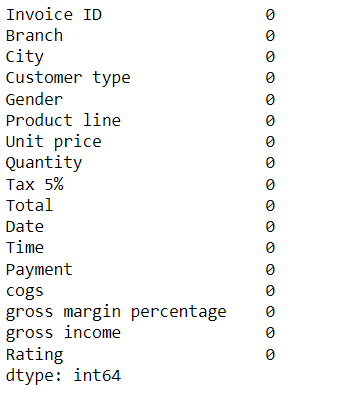 Invoice ID 0
Branch 0
City 0
Customer type 0
Gender 0
Product line 0
Unit price 0
Quantity 0
Tax 5% 0
Total 0
Date 0
Time 0
Payment 0
cogs 0
gross margin percentage 0
gross income 0
Rating 0
dtype: int64